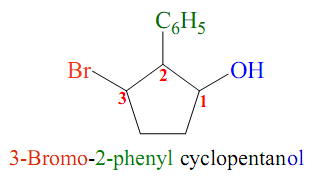 C₆H₅
Br
OH
2
3
1
3-Bromo-2-phenyl cyclopentanol